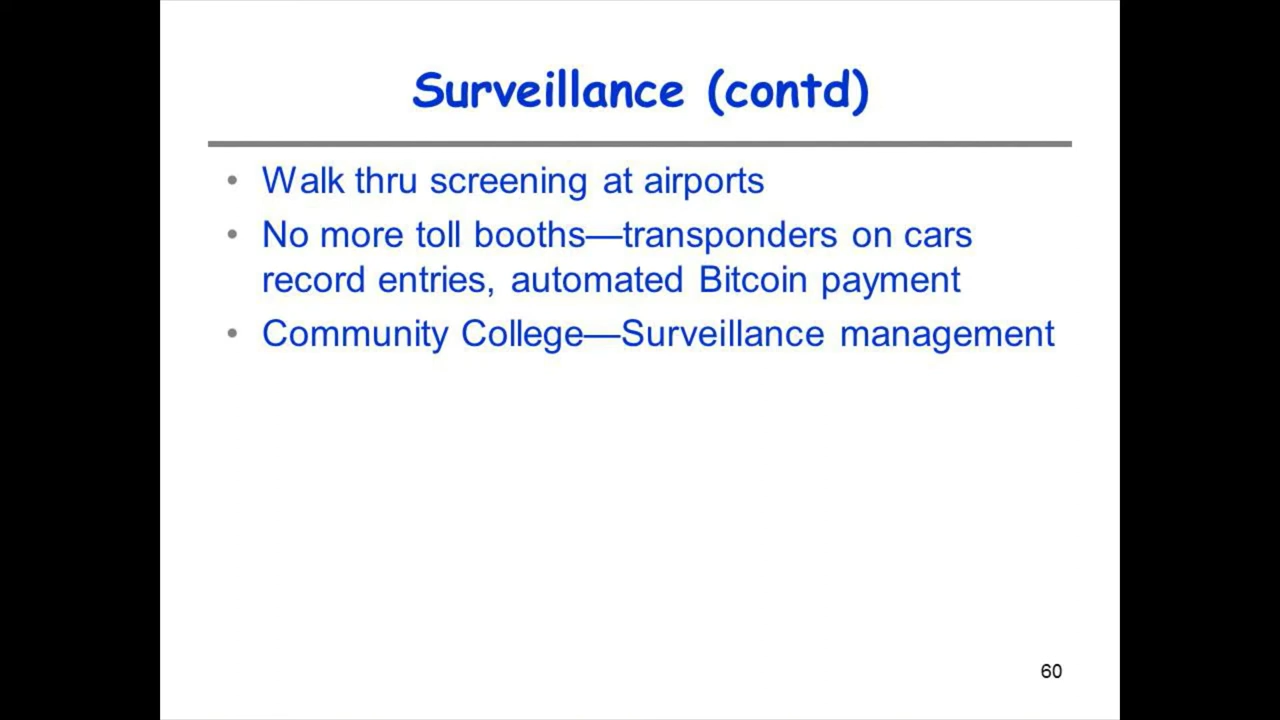 Surveillance (contd)
• Walk thru screening at airports
• No more toll booths—transponders on cars
record entries, automated Bitcoin payment
• Community College—Surveillance management
60